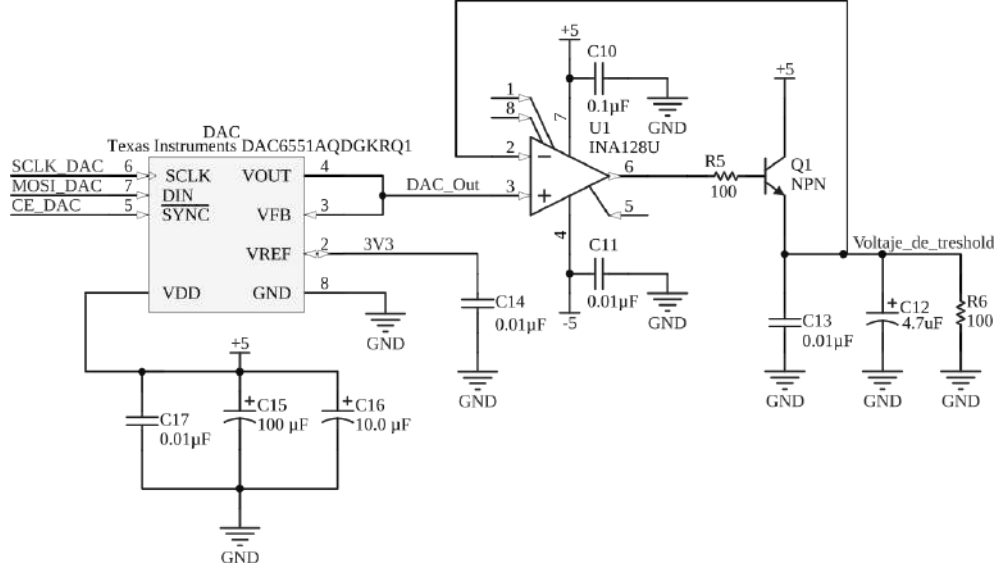 +5
C10
0.1µF
GND
1
8
7
U1
INA128U
+5
DAC
Texas Instruments DAC6551AQDGKRQ1
SCLK_DAC 6 SCLK VOUT 4
MOSI_DAC 7 DIN
CE_DAC 5 SYNC VFB 3
DAC_Out
2
3
6
5
4
R5
100
Q1
NPN
VREF 2 3V3
VDD GND 8
GND
C14
0.01µF
GND
C11
0.01µF
GND
-5
Voltaje_de_treshold
C13
0.01µF
GND
+
C12
4.7uF
GND
R6
100
GND
+5
C17
0.01µF
+
C15
100 µF
+
C16
10.0 µF
GND